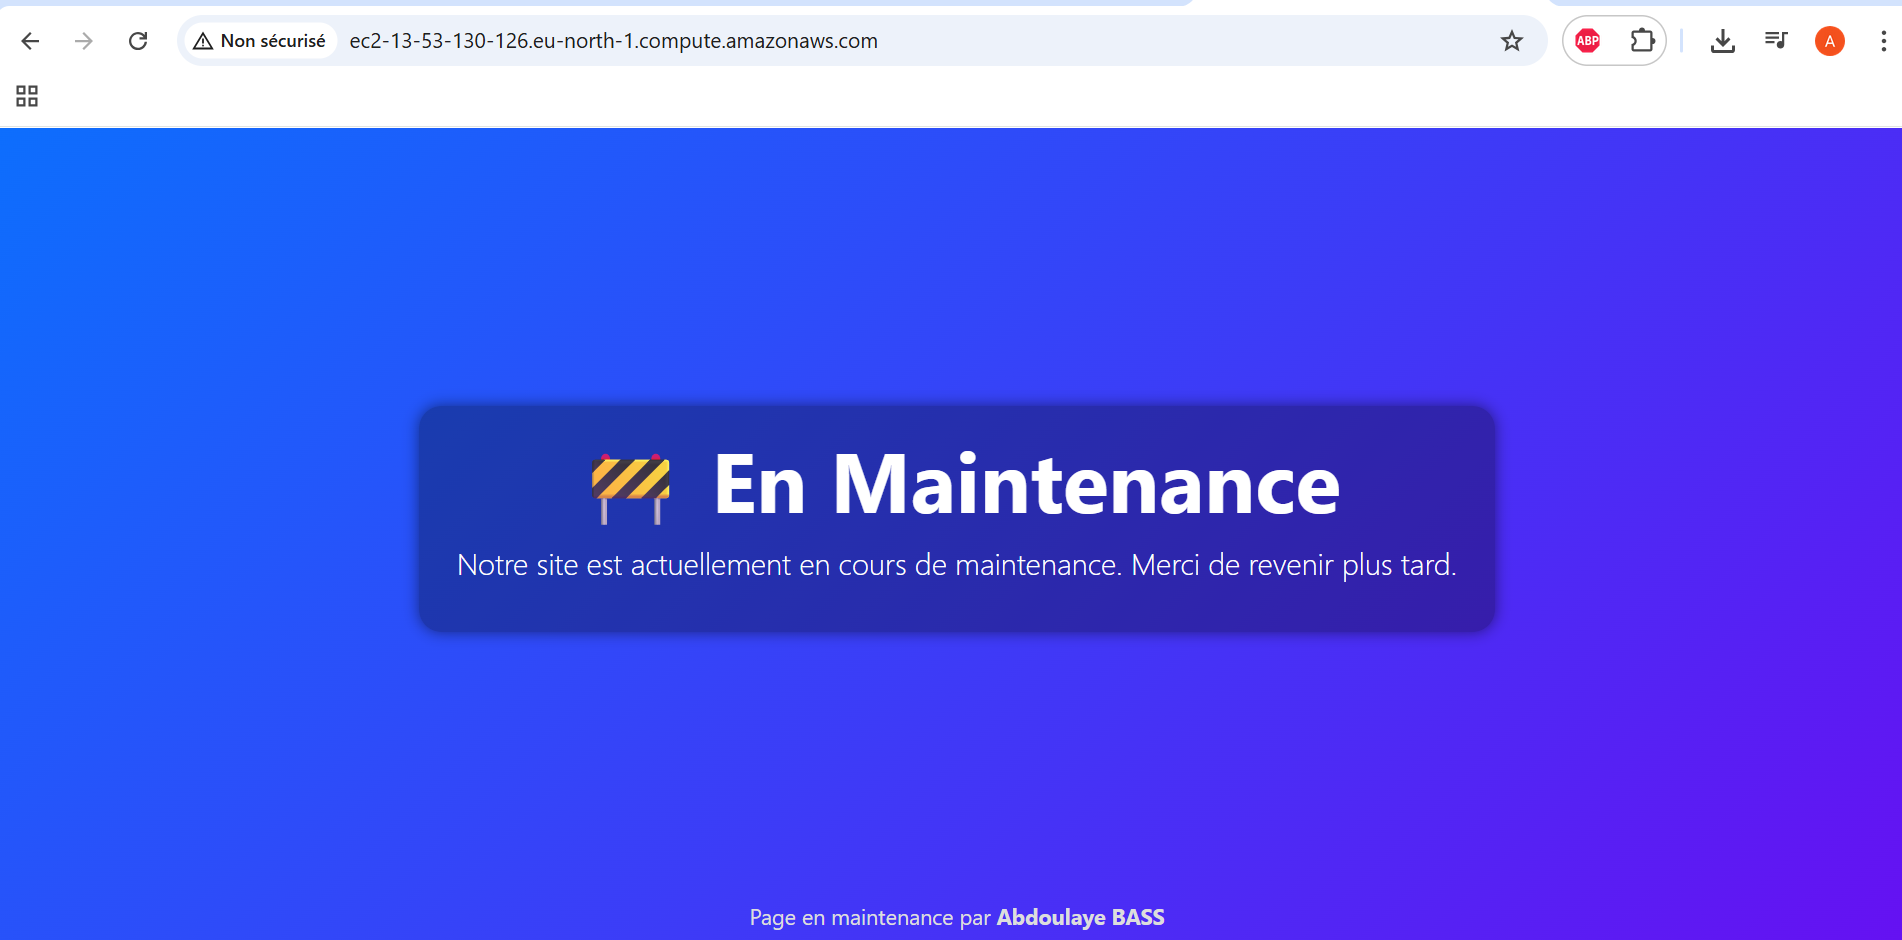 Non sécurisé ec2-13-53-130-126.eu-north-1.compute.amazonaws.com ABP A
En Maintenance
Notre site est actuellement en cours de maintenance. Merci de revenir plus tard.
Page en maintenance par Abdoulaye BASS